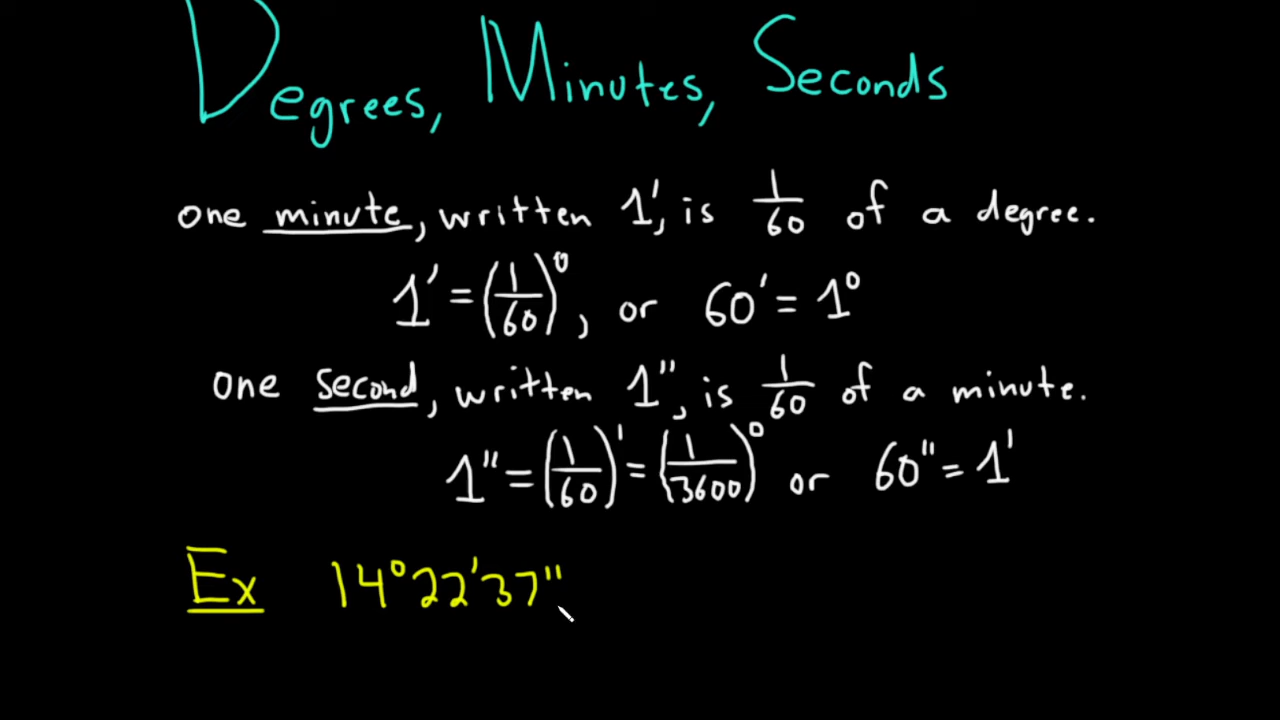 Degrees, Minutes, Seconds
one minute, written 1′, is 1/60 of a degree.
1′ = (1/60)°, or 60′ = 1°
one second, written 1″, is 1/60 of a minute.
1″ = (1/60)′ = (1/3600)° or 60″ = 1′
Ex 14°22′37″